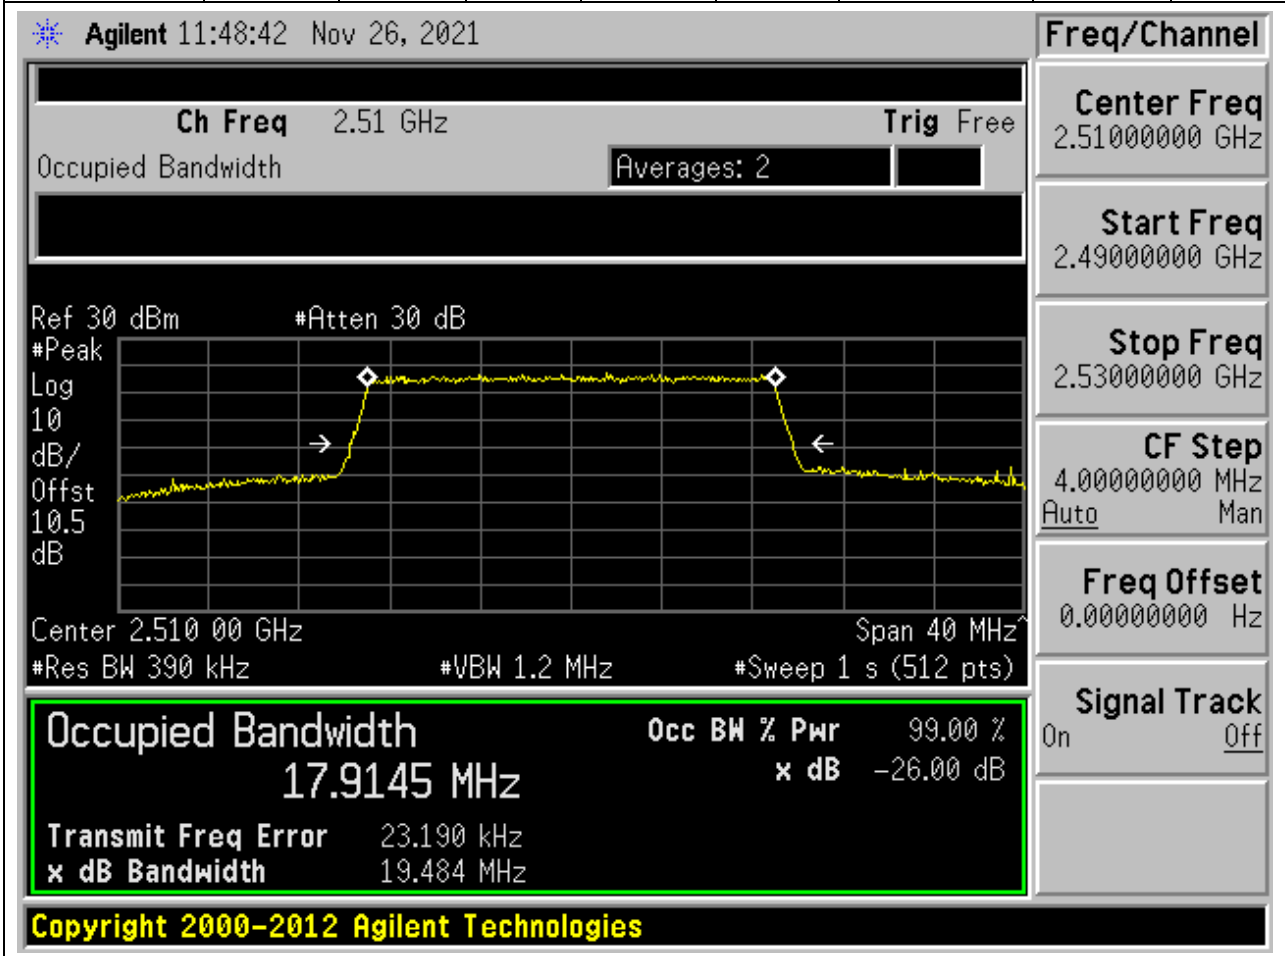 Agilent 11:48:42 Nov 26, 2021
Freq/Channel
Ch Freq 2.51 GHz Trig Free
Occupied Bandwidth Averages: 2
Center Freq
2.51000000 GHz
Start Freq
2.49000000 GHz
Stop Freq
2.53000000 GHz
CF Step
4.00000000 MHz
Auto Man
Freq Offset
0.00000000 Hz
Signal Track
On Off
Ref 30 dBm #Atten 30 dB
#Peak
Log
10
dB/
Offst
10.5
dB
Center 2.510 00 GHz Span 40 MHz^
#Res BW 390 kHz #VBW 1.2 MHz #Sweep 1 s (512 pts)
Occupied Bandwidth Occ BW % Pwr 99.00 %
17.9145 MHz x dB -26.00 dB
Transmit Freq Error 23.190 kHz
x dB Bandwidth 19.484 MHz
Copyright 2000-2012 Agilent Technologies